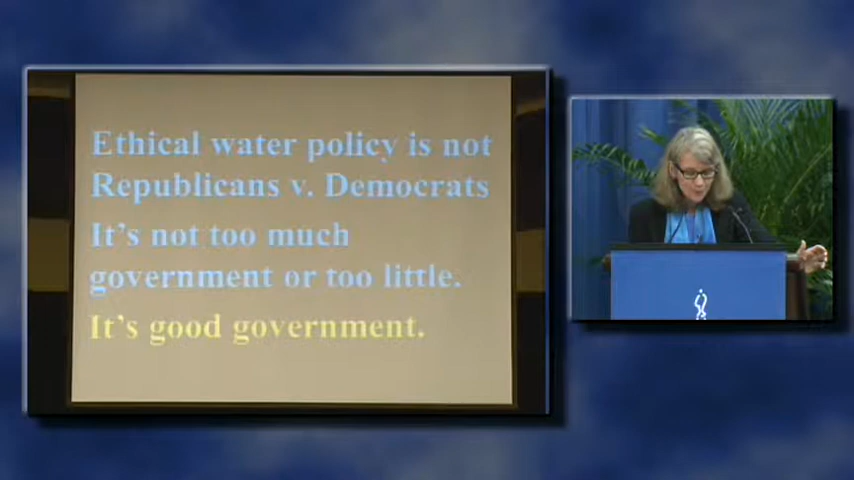 Ethical water policy is not
Republicans v. Democrats
It's not too much
government or too little.
It's good government.